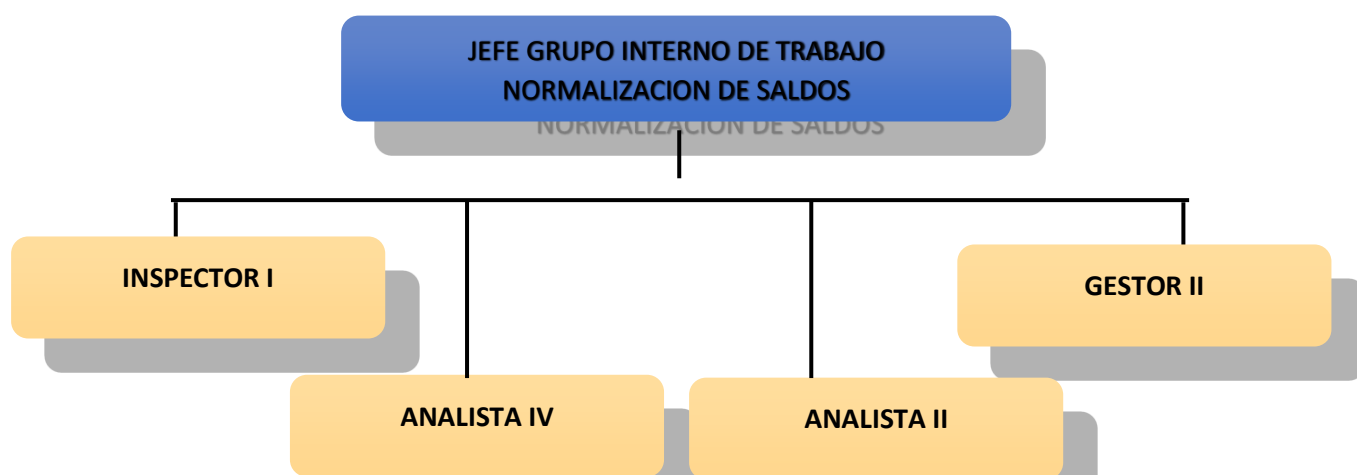 JEFE GRUPO INTERNO DE TRABAJO
NORMALIZACION DE SALDOS
INSPECTOR I
GESTOR II
ANALISTA IV
ANALISTA II